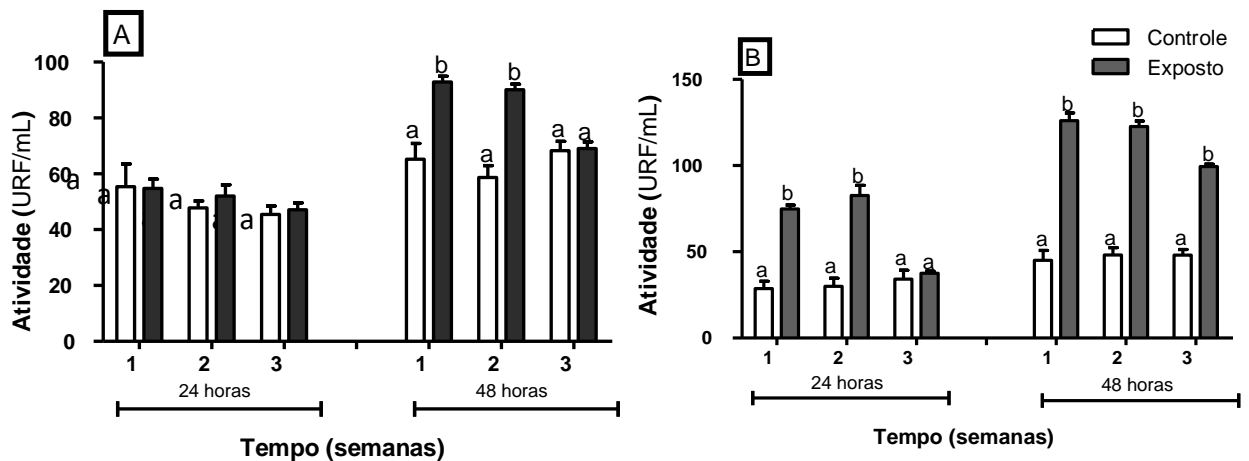 A
Atividade (URF/mL)
100
80
60
40
20
0
a a a a a
a b a b a a
1 2 3 1 2 3
24 horas 48 horas
Tempo (semanas)
B
Controle
Exposto
Atividade (URF/mL)
150
100
50
0
a b a b a a
a b a b a b
1 2 3 1 2 3
24 horas 48 horas
Tempo (semanas)